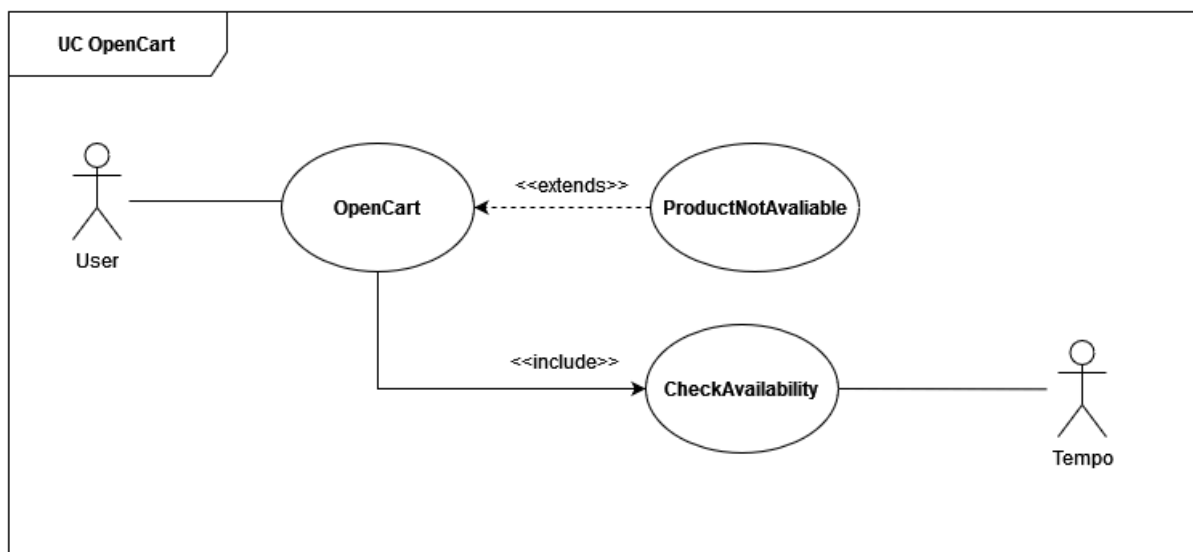 UC OpenCart
<<extends>>
OpenCart
ProductNotAvaliable
User
<<include>>
CheckAvailability
Tempo